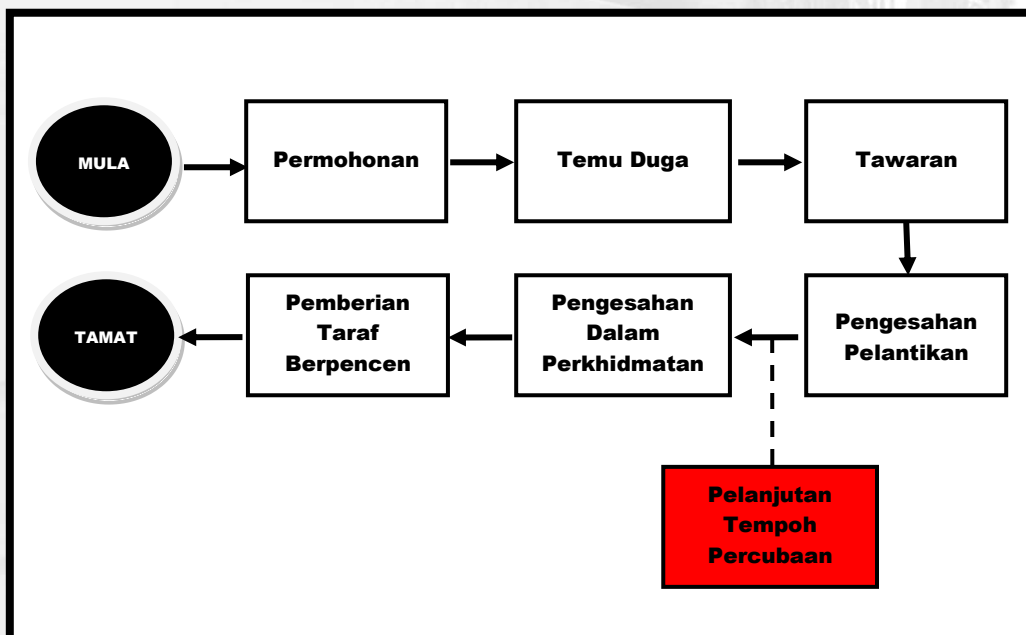 MULA
Permohonan
Temu Duga
Tawaran
Pengesahan
Pelantikan
Pengesahan
Dalam
Perkhidmatan
Pemberian
Taraf
Berpencen
TAMAT
Pelanjutan
Tempoh
Percubaan